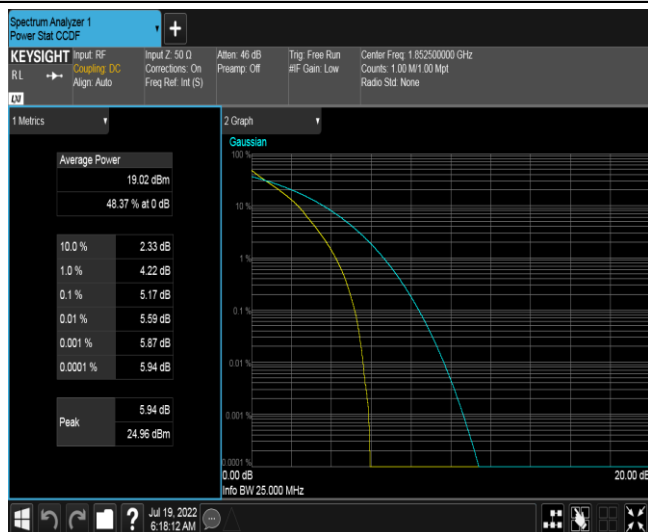 Spectrum Analyzer 1
Power Stat CCDF
KEYSIGHT
RL
LXI
Input: RF
Coupling: DC
Align: Auto
Input Z: 50 Ω
Corrections: On
Freq Ref: Int (S)
Atten: 46 dB
Preamp: Off
Trig: Free Run
#IF Gain: Low
Center Freq: 1.852500000 GHz
Counts: 1.00 M/1.00 Mpt
Radio Std: None
1 Metrics
Average Power
19.02 dBm
48.37 % at 0 dB
10.0 % 2.33 dB
1.0 % 4.22 dB
0.1 % 5.17 dB
0.01 % 5.59 dB
0.001 % 5.87 dB
0.0001 % 5.94 dB
Peak
5.94 dB
24.96 dBm
2 Graph
Gaussian
100 %
10 %
1 %
0.1 %
0.01 %
0.001 %
0.0001 %
0.00 dB
20.00 dB
Info BW 25.000 MHz
?
Jul 19, 2022
6:18:12 AM